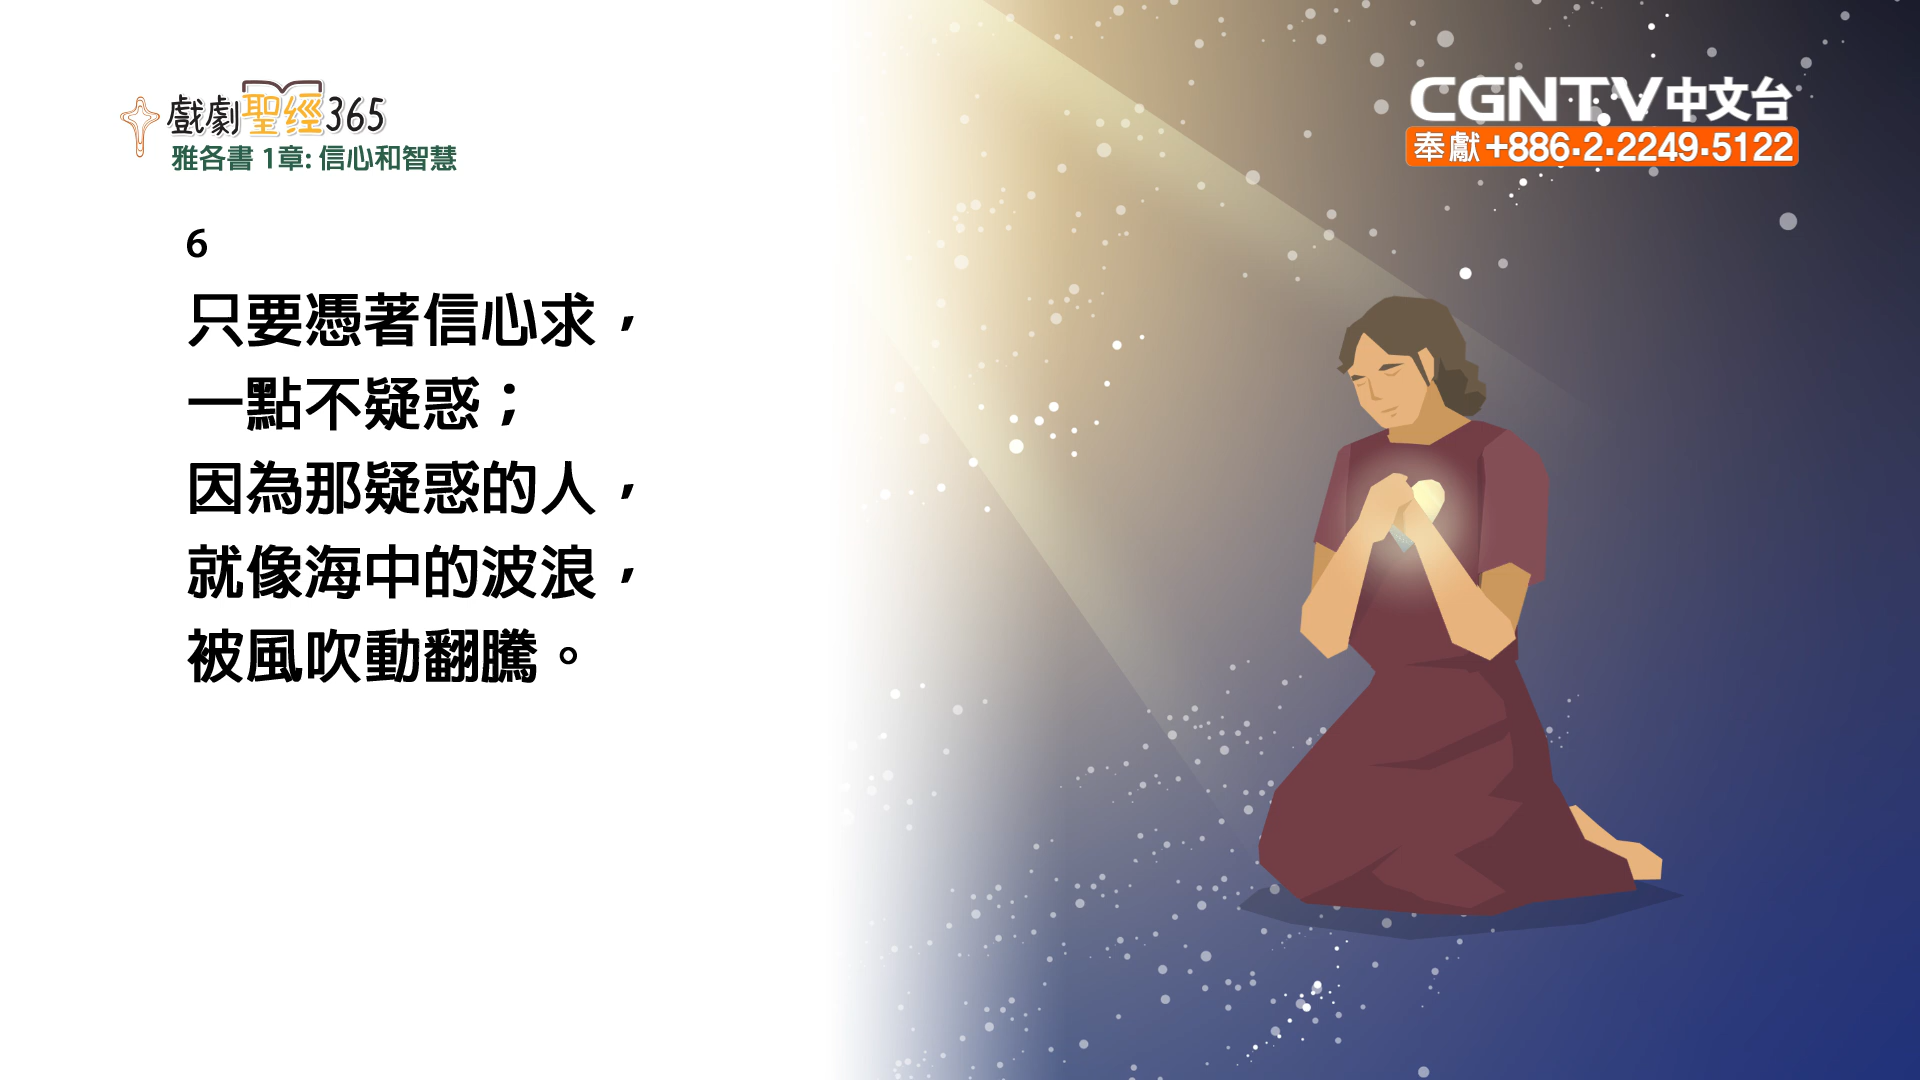 戲劇聖經365
雅各書 1章: 信心和智慧
CGNTV中文台
奉獻 +886·2·2249·5122
6
只要憑著信心求，
一點不疑惑；
因為那疑惑的人，
就像海中的波浪，
被風吹動翻騰。